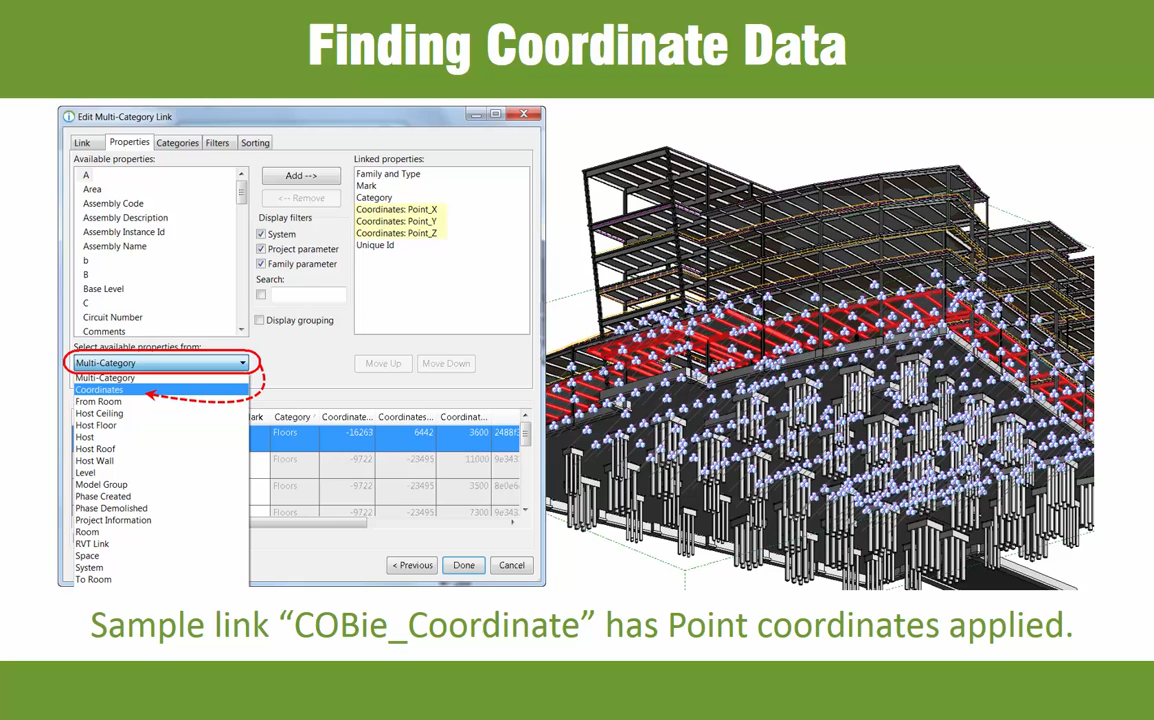 Finding Coordinate Data
Edit Multi-Category Link
Link Properties Categories Filters Sorting
Available properties:
A
Area
Assembly Code
Assembly Description
Assembly Instance Id
Assembly Name
b
B
Base Level
C
Circuit Number
Comments
Add -->
<-- Remove
Display filters
System
Project parameter
Family parameter
Search:
Display grouping
Linked properties:
Family and Type
Mark
Category
Coordinates: Point_X
Coordinates: Point_Y
Coordinates: Point_Z
Unique Id
Select available properties from:
Multi-Category
Move Up Move Down
Multi-Category
Coordinates
From Room
Host Ceiling
Host Floor
Host
Host Roof
Host Wall
Level
Model Group
Phase Created
Phase Demolished
Project Information
Room
RVT Link
Space
System
To Room
Mark Category Coordinate... Coordinates... Coordinat...
Floors -16263 6442 3600
Floors -9722 -23495 11000 9e343
Floors -9722 -23495 3500 8e0e6
Floors -9722 -23495 7300
< Previous Done Cancel
Sample link “COBie_Coordinate” has Point coordinates applied.